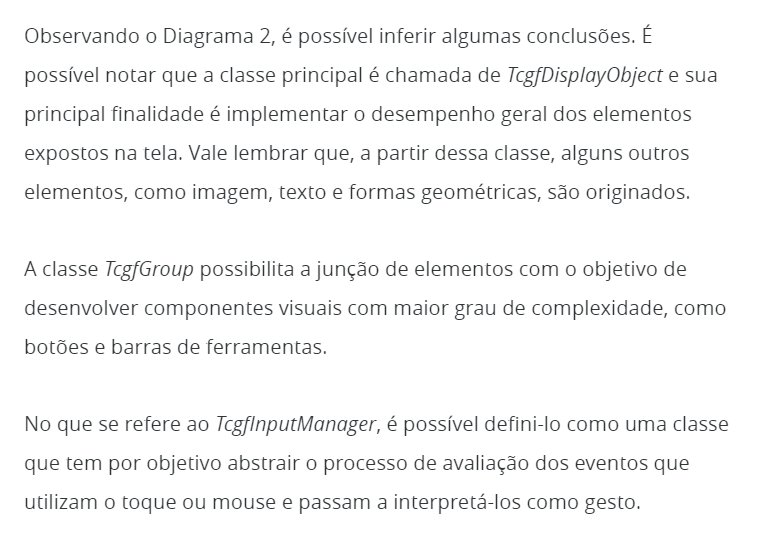 Observando o Diagrama 2, é possível inferir algumas conclusões. É
possível notar que a classe principal é chamada de TcgfDisplayObject e sua
principal finalidade é implementar o desempenho geral dos elementos
expostos na tela. Vale lembrar que, a partir dessa classe, alguns outros
elementos, como imagem, texto e formas geométricas, são originados.
A classe TcgfGroup possibilita a junção de elementos com o objetivo de
desenvolver componentes visuais com maior grau de complexidade, como
botões e barras de ferramentas.
No que se refere ao TcgfInputManager, é possível defini-lo como uma classe
que tem por objetivo abstrair o processo de avaliação dos eventos que
utilizam o toque ou mouse e passam a interpretá-los como gesto.